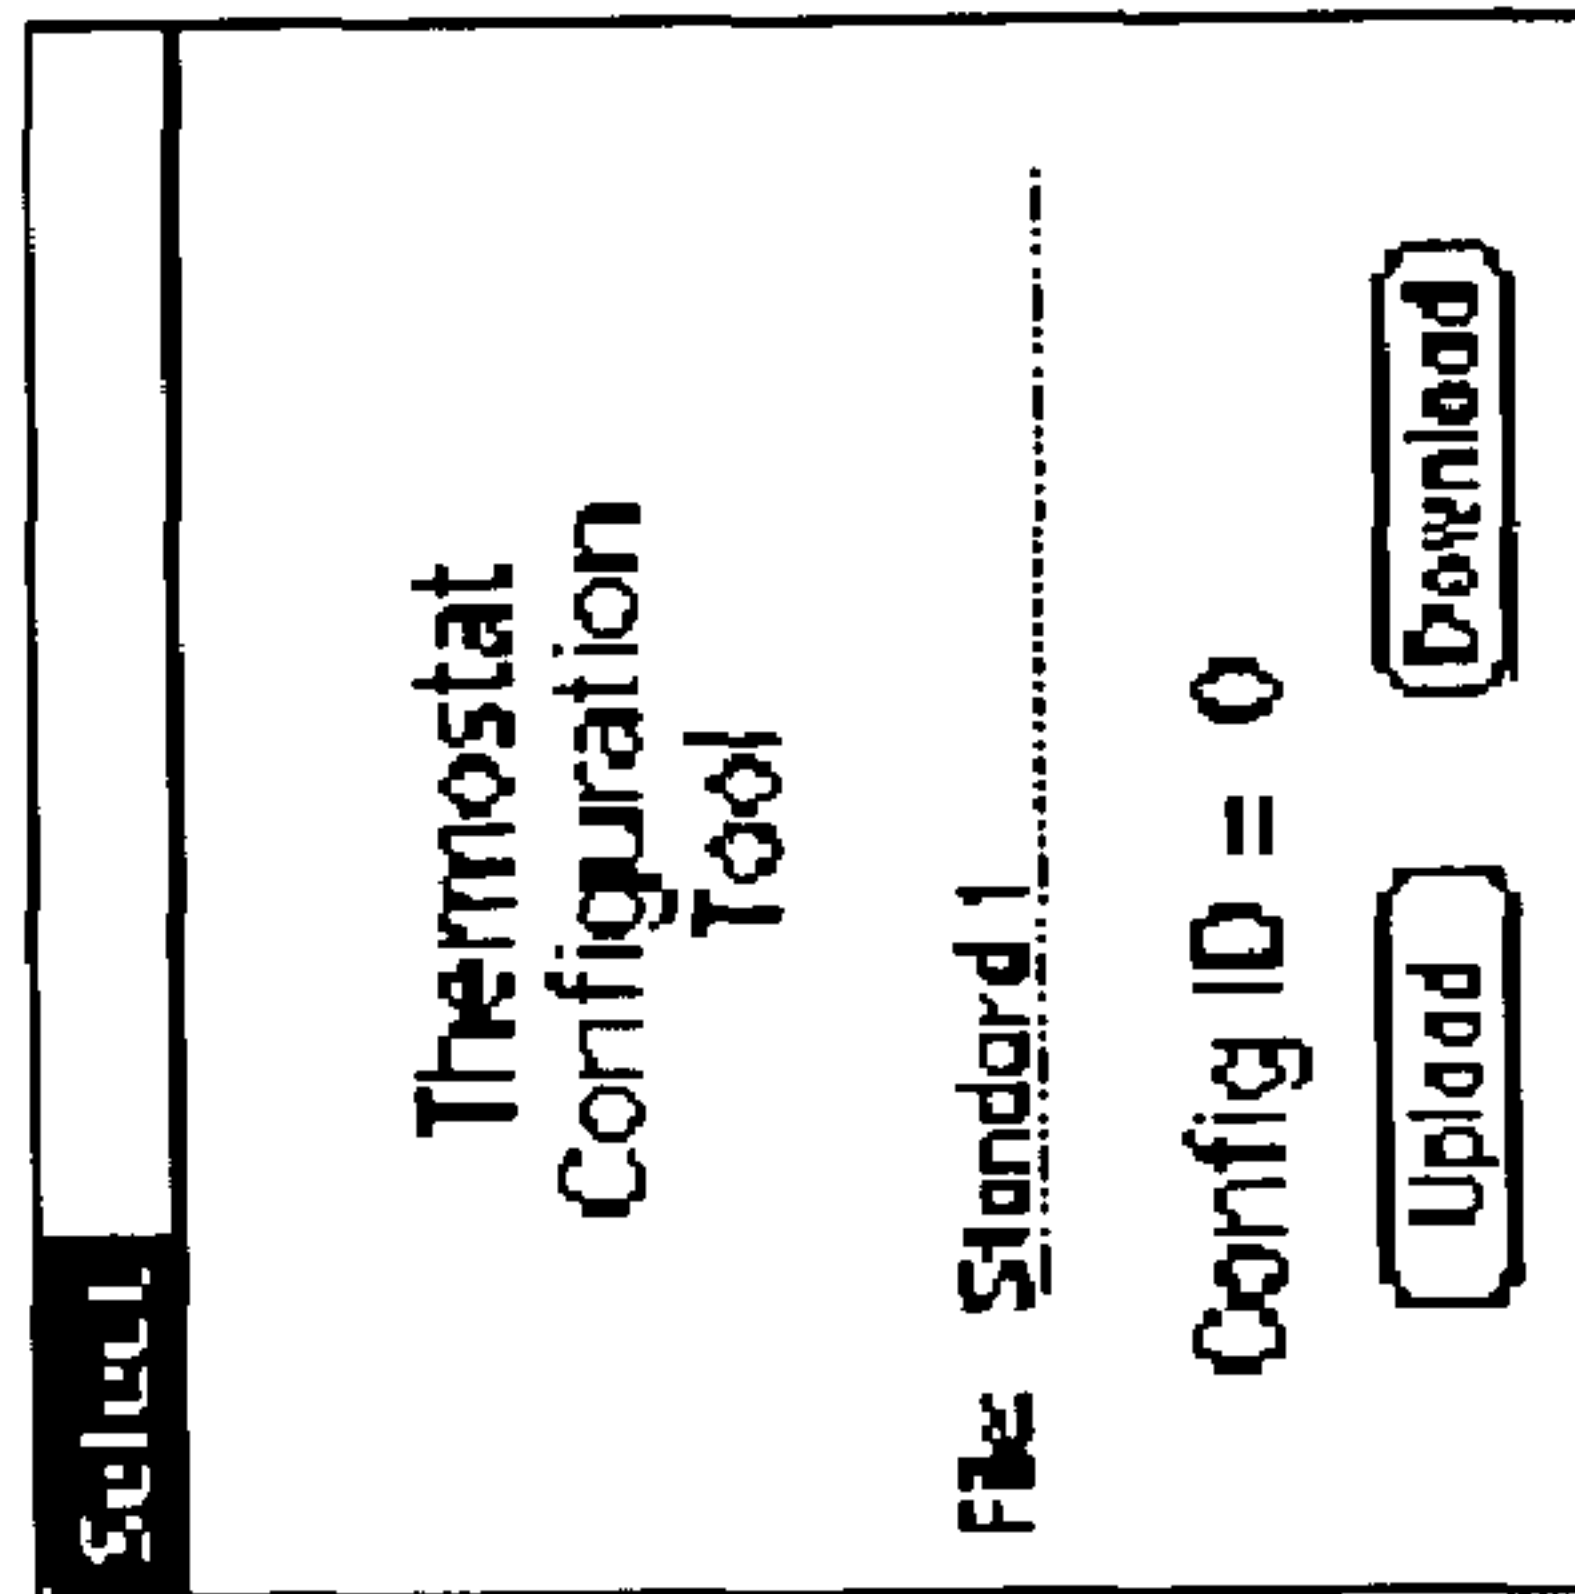 Select
Thermostat
Configuration
Tool
File Standard 1
Config ID = 0
Upload Download